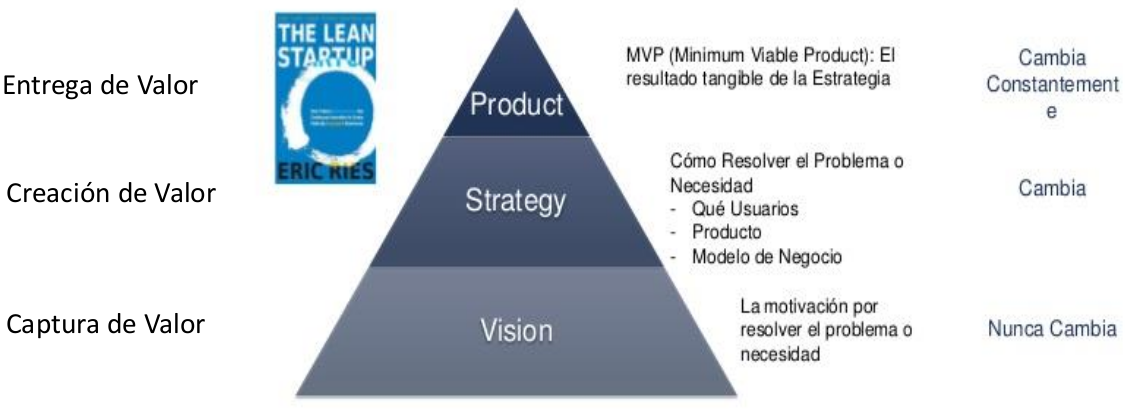 THE LEAN
STARTUP
ERIC RIES
Entrega de Valor
Product
MVP (Minimum Viable Product): El
resultado tangible de la Estrategia
Cambia
Constantement
e
Creación de Valor
Strategy
Cómo Resolver el Problema o
Necesidad
- Qué Usuarios
- Producto
- Modelo de Negocio
Cambia
Captura de Valor
Vision
La motivación por
resolver el problema o
necesidad
Nunca Cambia